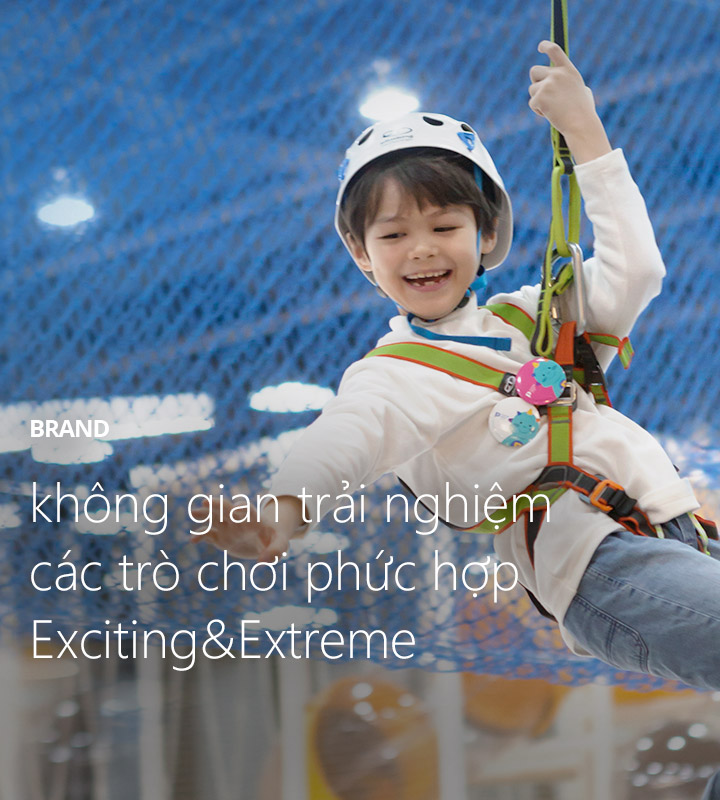 BRAND
không gian trải nghiệm
các trò chơi phức hợp
Exciting&Extreme